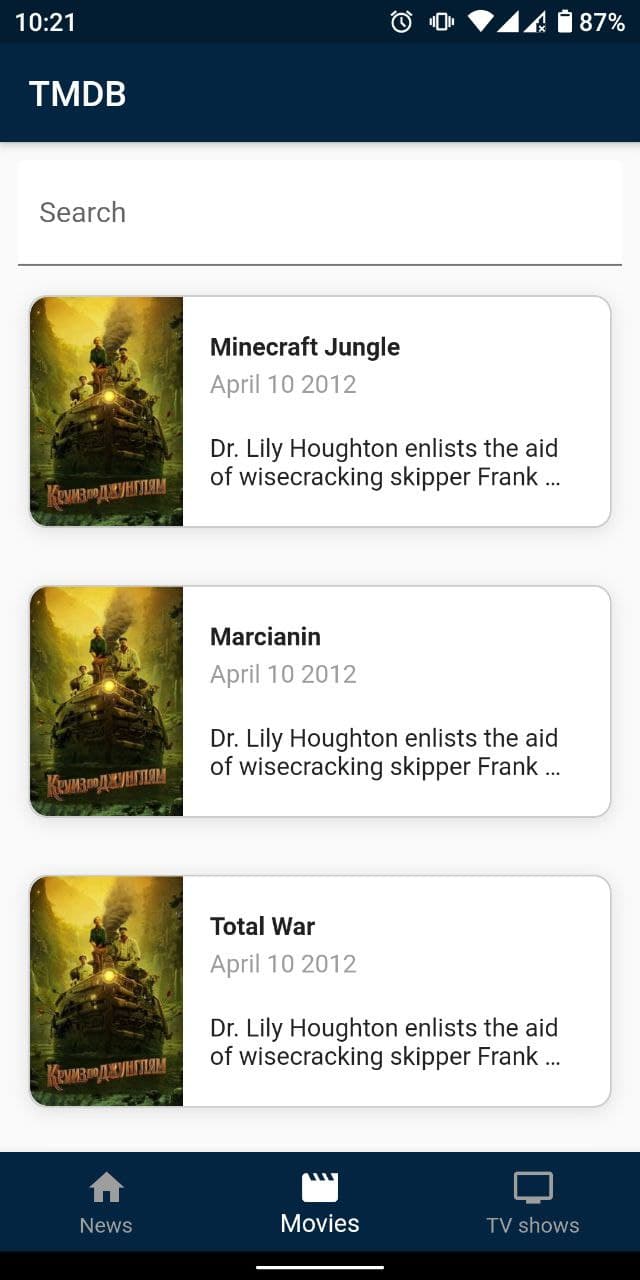 10:21
87%
TMDB
Search
Minecraft Jungle
April 10 2012
Dr. Lily Houghton enlists the aid
of wisecracking skipper Frank ...
Круиз по джунглям
Marcianin
April 10 2012
Dr. Lily Houghton enlists the aid
of wisecracking skipper Frank ...
Круиз по джунглям
Total War
April 10 2012
Dr. Lily Houghton enlists the aid
of wisecracking skipper Frank ...
Круиз по джунглям
News
Movies
TV shows